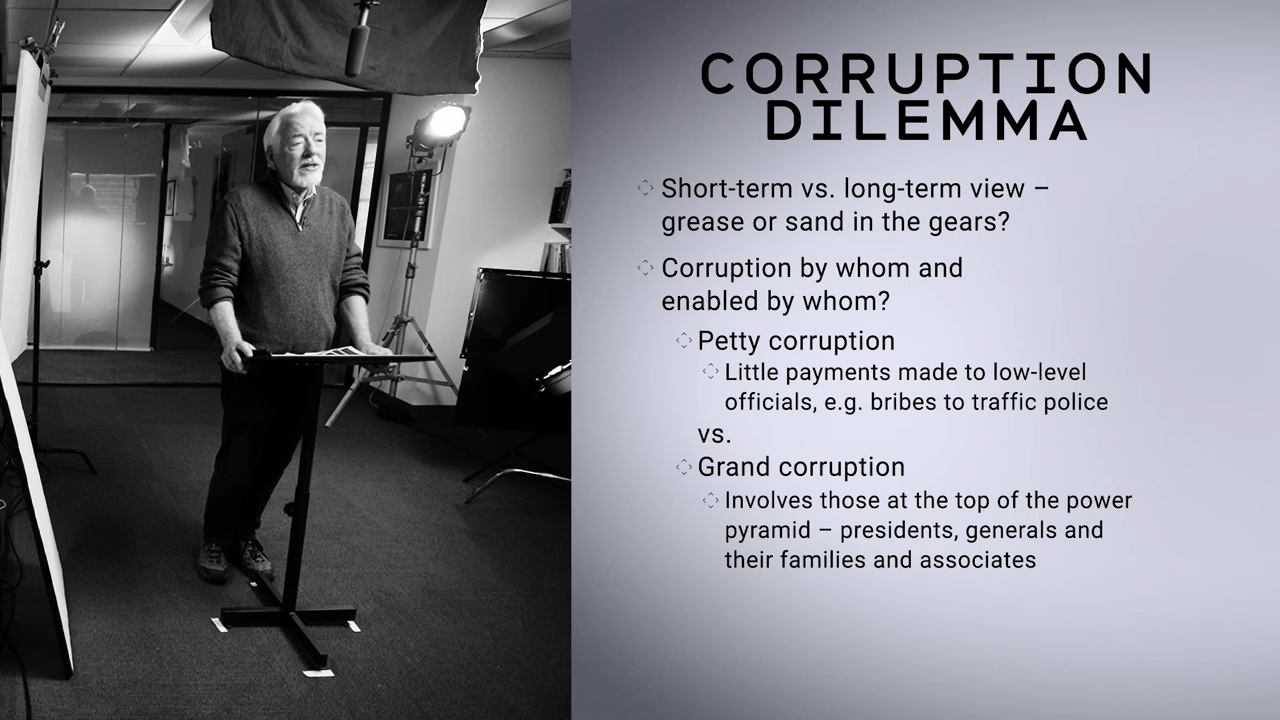 CORRUPTION
DILEMMA
Short-term vs. long-term view –
grease or sand in the gears?
Corruption by whom and
enabled by whom?
Petty corruption
Little payments made to low-level
officials, e.g. bribes to traffic police
vs.
Grand corruption
Involves those at the top of the power
pyramid – presidents, generals and
their families and associates